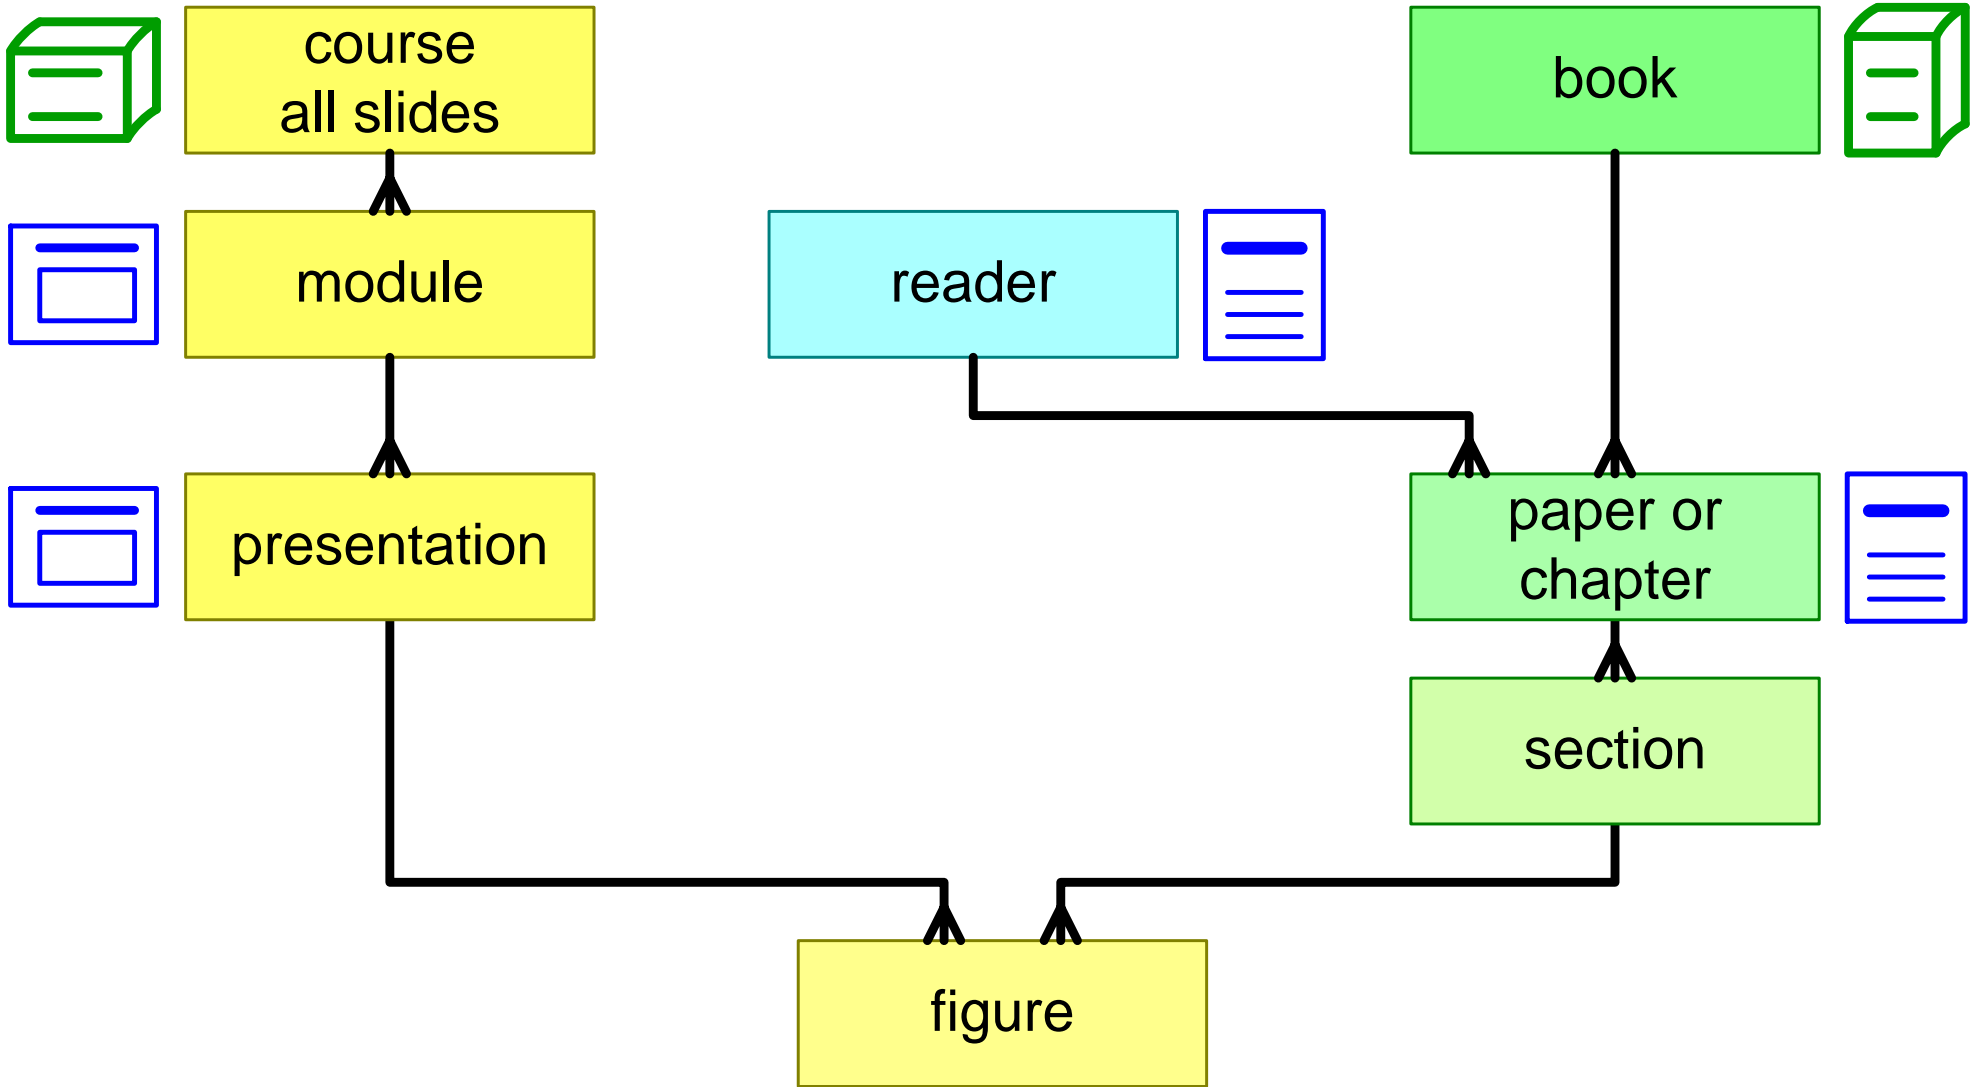 course
all slides
book
module
reader
presentation
paper or
chapter
section
figure